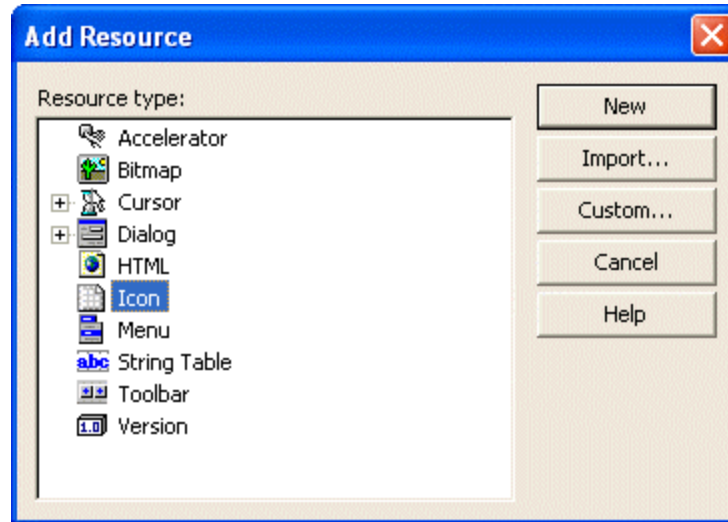 Add Resource
Resource type:
Accelerator
Bitmap
Cursor
Dialog
HTML
Icon
Menu
abc String Table
Toolbar
1.0 Version
New
Import...
Custom...
Cancel
Help